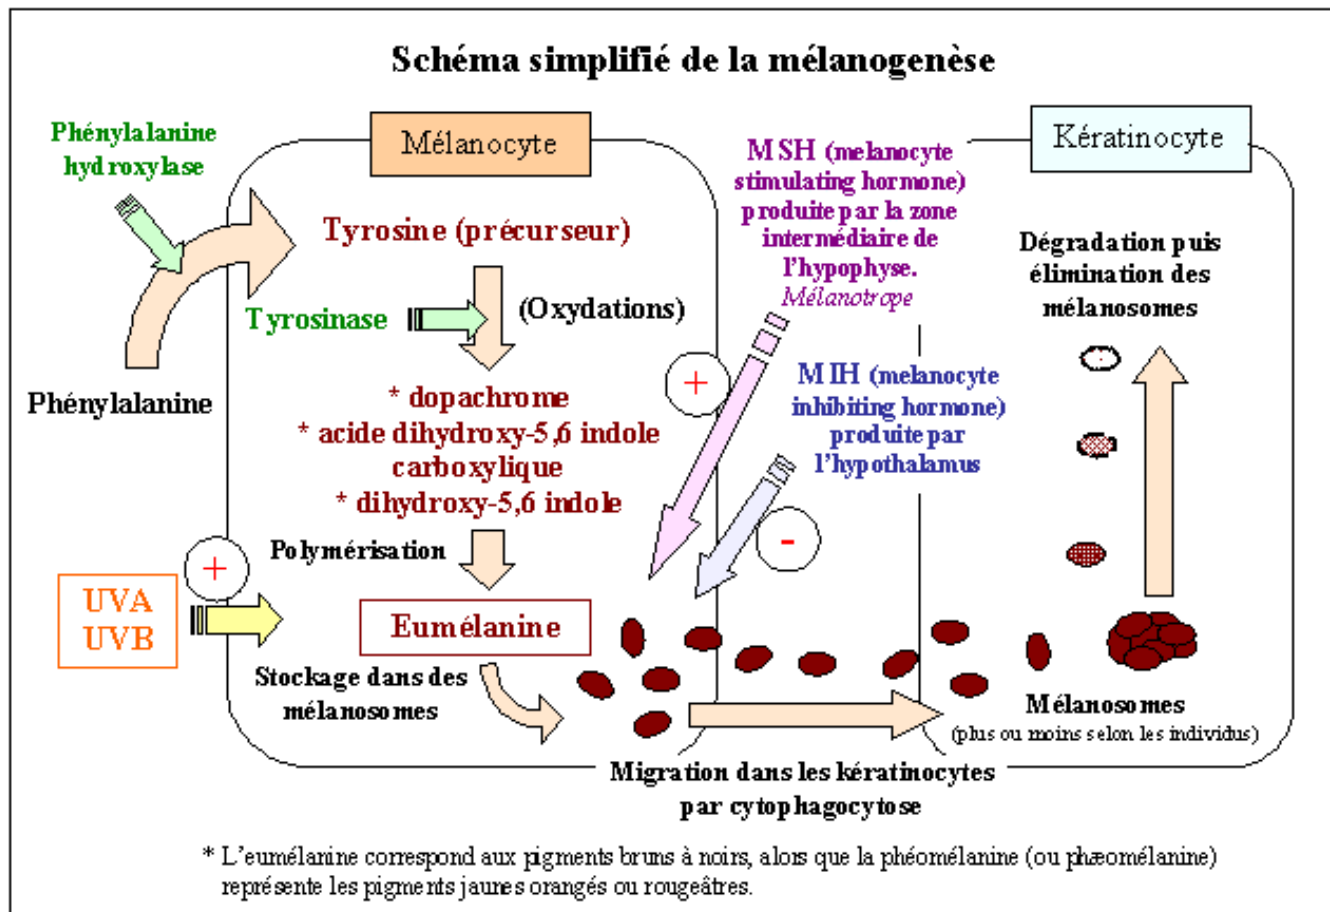 Schéma simplifié de la mélanogenèse
Phénylalanine
hydroxylase
Mélanocyte
Tyrosine (précurseur)
Tyrosinase
(Oxydations)
Phénylalanine
* dopachrome
* acide dihydroxy-5,6 indole
carboxylique
* dihydroxy-5,6 indole
Polymérisation
+
UVA
UVB
Eumélanine
Stockage dans des
mélanosomes
MSH (melanocyte
stimulating hormone)
produite par la zone
intermédiaire de
l'hypophyse.
Mélanotrope
+
MIH (melanocyte
inhibiting hormone)
produite par
l'hypothalamus
-
Kératinocyte
Dégradation puis
élimination des
mélanosomes
Mélanosomes
(plus ou moins selon les individus)
Migration dans les kératinocytes
par cytophagocytose
* L'eumélanine correspond aux pigments bruns à noirs, alors que la phéomélanine (ou phæomélanine)
représente les pigments jaunes orangés ou rougeâtres.